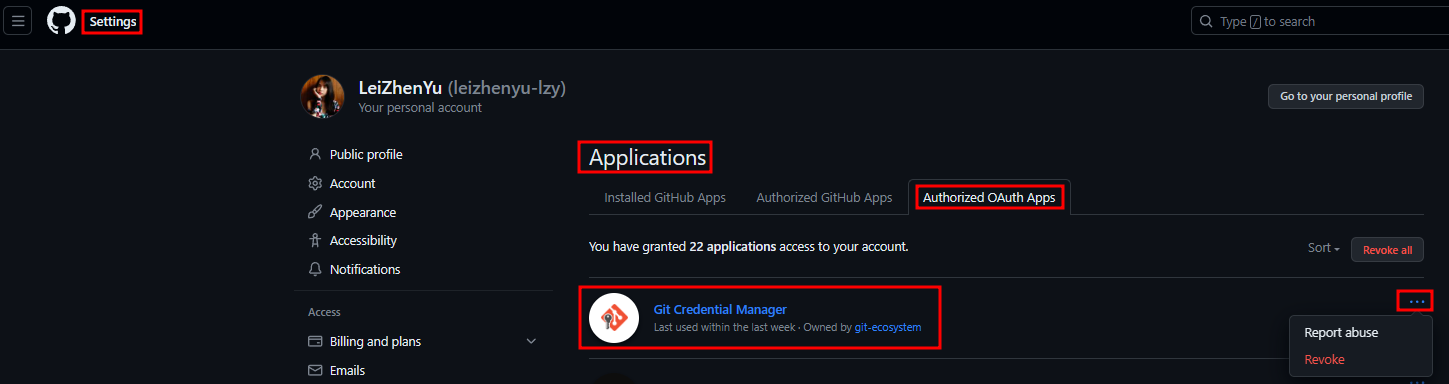 Settings
Type / to search
LeiZhenYu (leizhenyu-lzy)
Your personal account
Go to your personal profile
Public profile
Account
Appearance
Accessibility
Notifications
Access
Billing and plans
Emails
Applications
Installed GitHub Apps
Authorized GitHub Apps
Authorized OAuth Apps
You have granted 22 applications access to your account.
Sort
Revoke all
Git Credential Manager
Last used within the last week · Owned by git-ecosystem
Report abuse
Revoke